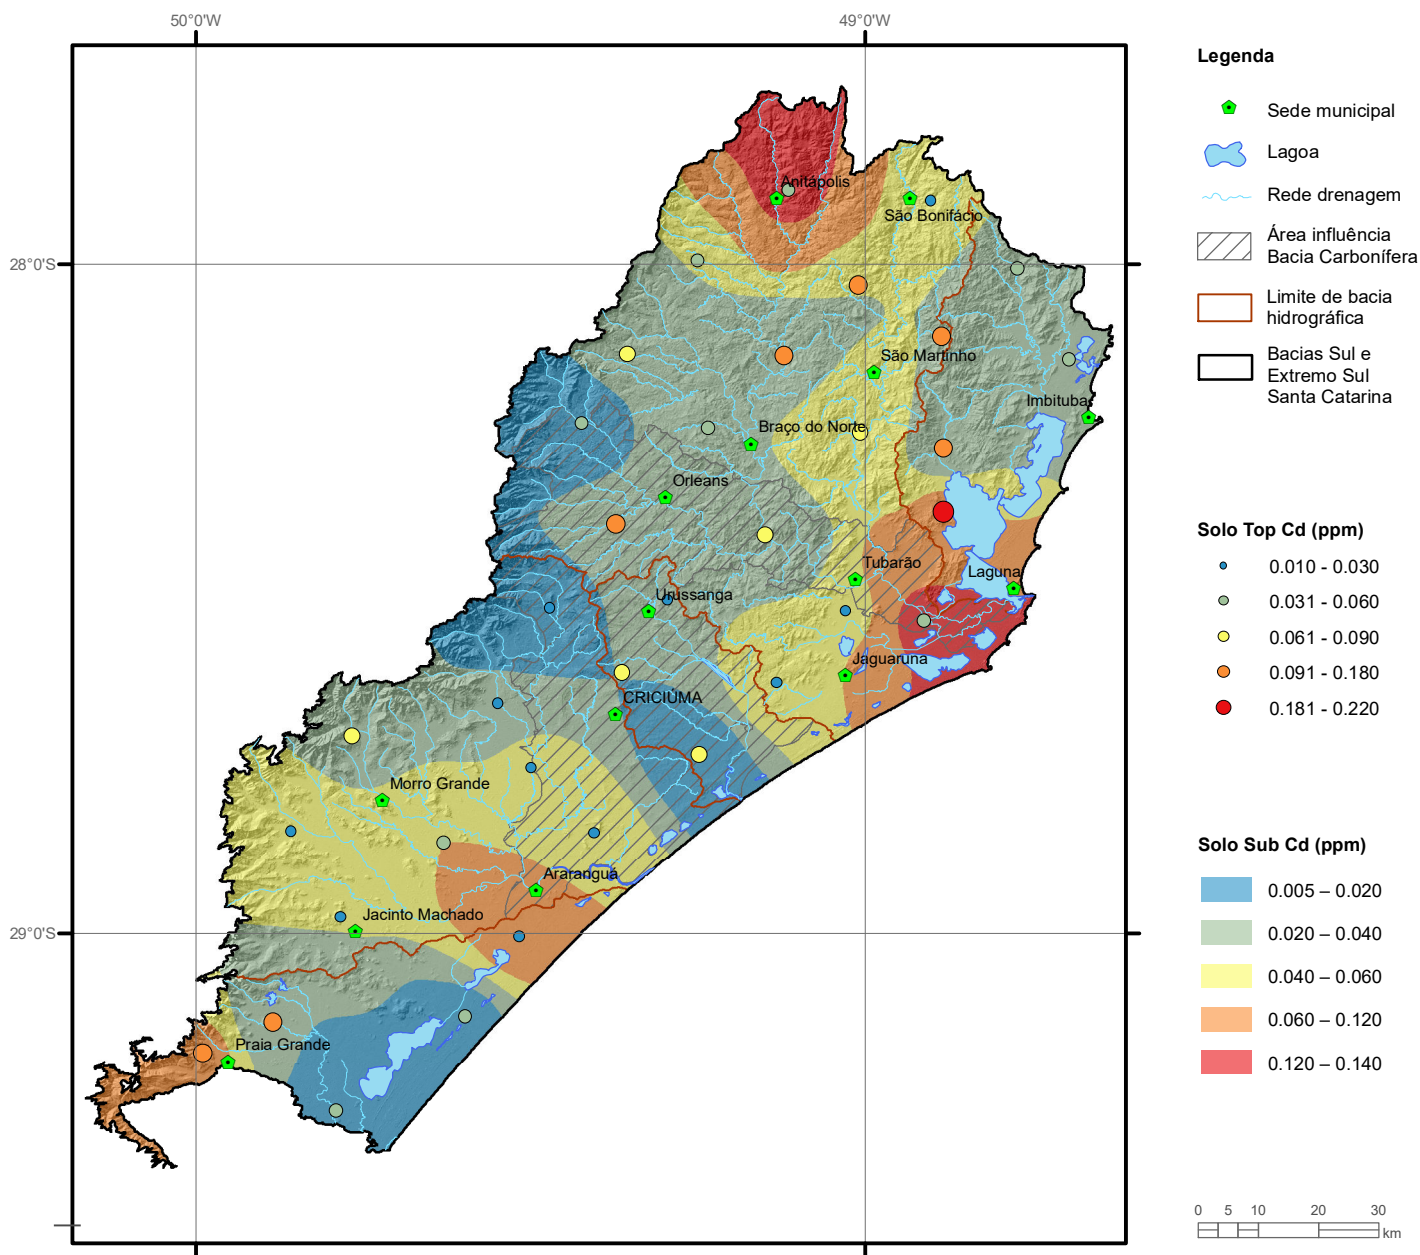 50°0'W
49°0'W
28°0'S
29°0'S
Anitápolis
São Bonifácio
São Martinho
Imbituba
Braço do Norte
Orleans
Tubarão
Laguna
Urussanga
Jaguaruna
CRICIÚMA
Morro Grande
Araranguá
Jacinto Machado
Praia Grande
Legenda
Sede municipal
Lagoa
Rede drenagem
Área influência
Bacia Carbonífera
Limite de bacia
hidrográfica
Bacias Sul e
Extremo Sul
Santa Catarina
Solo Top Cd (ppm)
0.010 - 0.030
0.031 - 0.060
0.061 - 0.090
0.091 - 0.180
0.181 - 0.220
Solo Sub Cd (ppm)
0.005 – 0.020
0.020 – 0.040
0.040 – 0.060
0.060 – 0.120
0.120 – 0.140
0 5 10 20 30
km